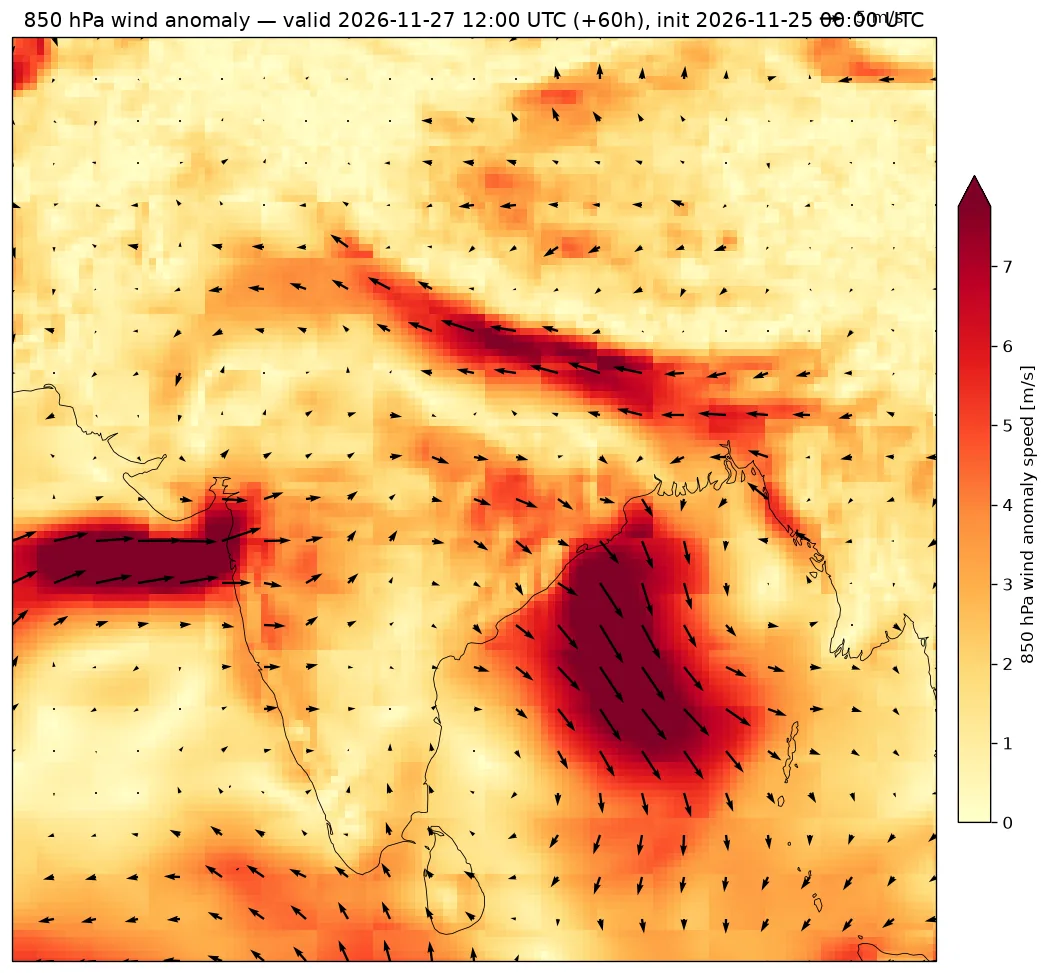 850 hPa wind anomaly — valid 2026-11-27 12:00 UTC (+60h), init 2026-11-25 00:00 UTC
5 m/s
7
6
5
4
3
2
1
0
850 hPa wind anomaly speed [m/s]